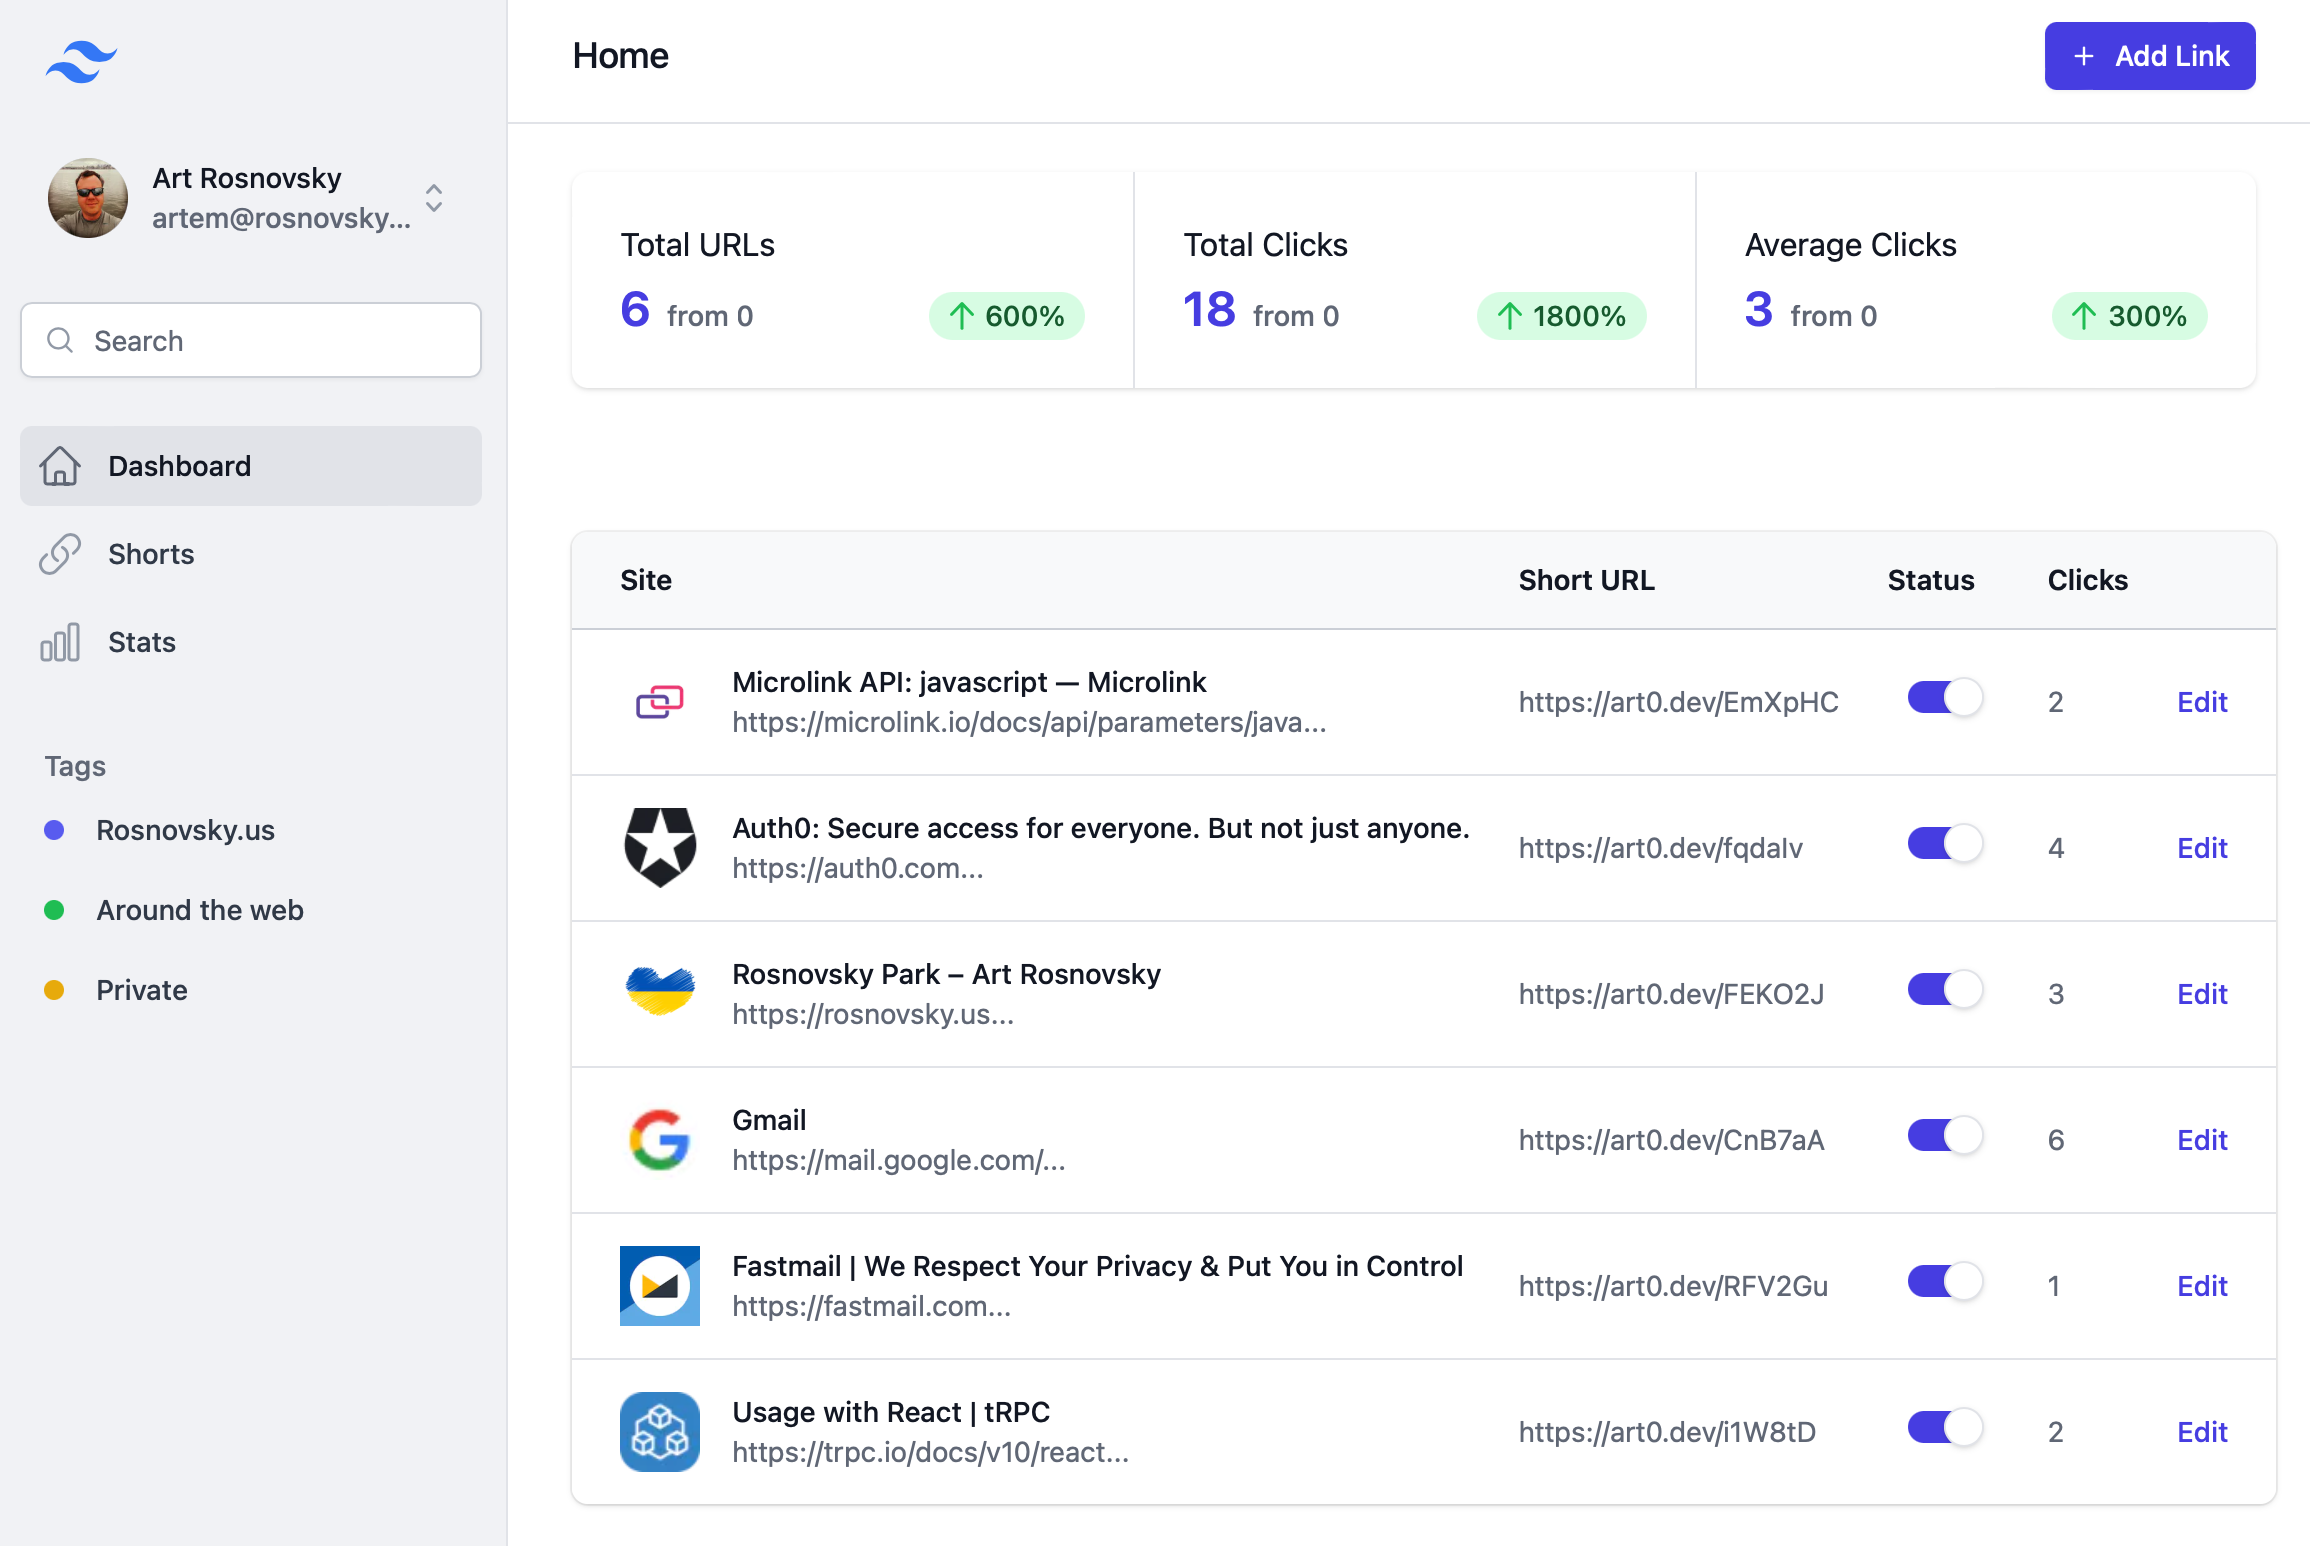 Art Rosnovsky
artem@rosnovsky...
Search
Dashboard
Shorts
Stats
Tags
Rosnovsky.us
Around the web
Private
Home
+ Add Link
Total URLs
6 from 0
600%
Total Clicks
18 from 0
1800%
Average Clicks
3 from 0
300%
Site Short URL Status Clicks
Microlink API: javascript — Microlink
https://microlink.io/docs/api/parameters/java...
https://art0.dev/EmXpHC 2 Edit
Auth0: Secure access for everyone. But not just anyone.
https://auth0.com...
https://art0.dev/fqdaIv 4 Edit
Rosnovsky Park – Art Rosnovsky
https://rosnovsky.us...
https://art0.dev/FEKO2J 3 Edit
Gmail
https://mail.google.com/...
https://art0.dev/CnB7aA 6 Edit
Fastmail | We Respect Your Privacy & Put You in Control
https://fastmail.com...
https://art0.dev/RFV2Gu 1 Edit
Usage with React | tRPC
https://trpc.io/docs/v10/react...
https://art0.dev/i1W8tD 2 Edit